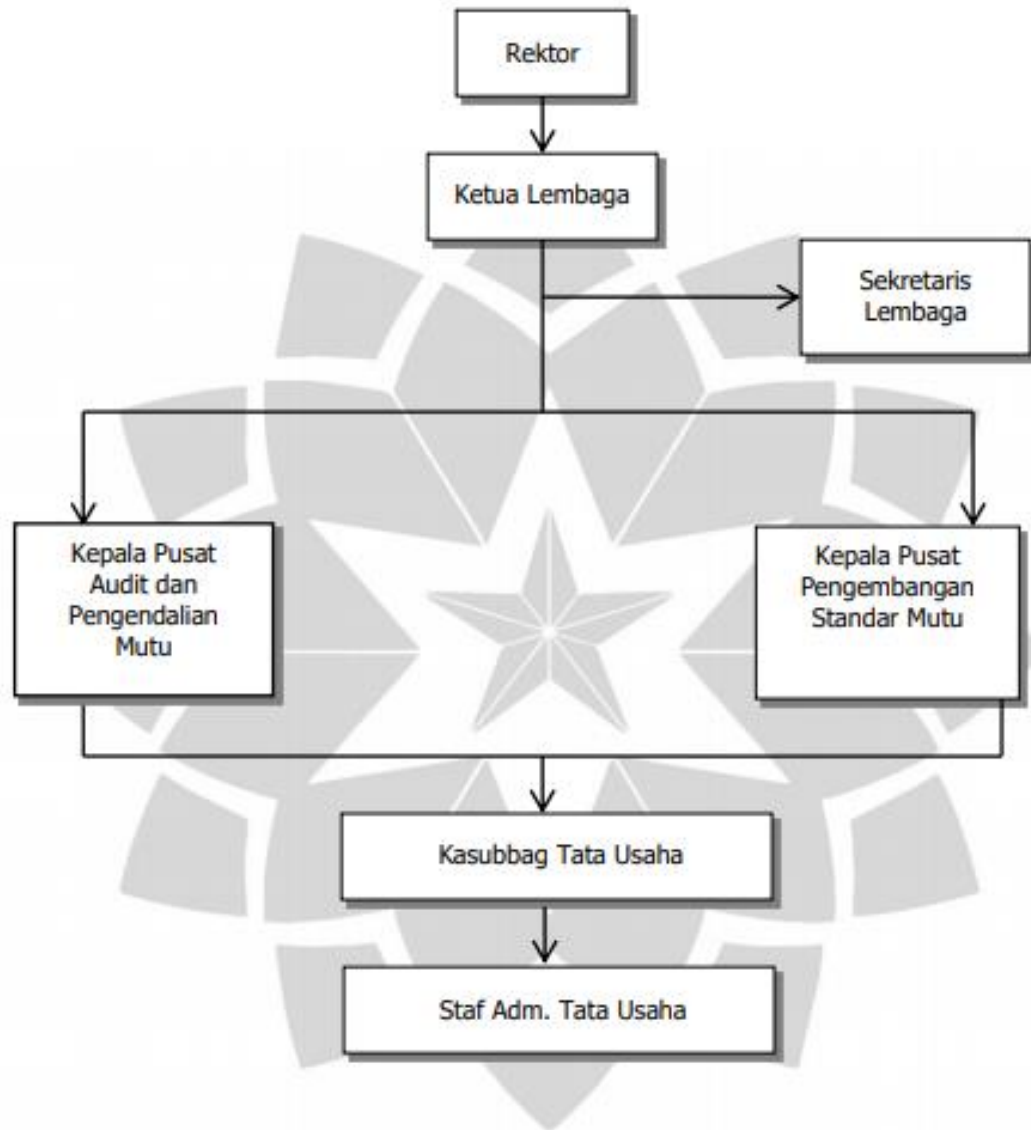 Rektor
Ketua Lembaga
Sekretaris
Lembaga
Kepala Pusat
Audit dan
Pengendalian
Mutu
Kepala Pusat
Pengembangan
Standar Mutu
Kasubbag Tata Usaha
Staf Adm. Tata Usaha